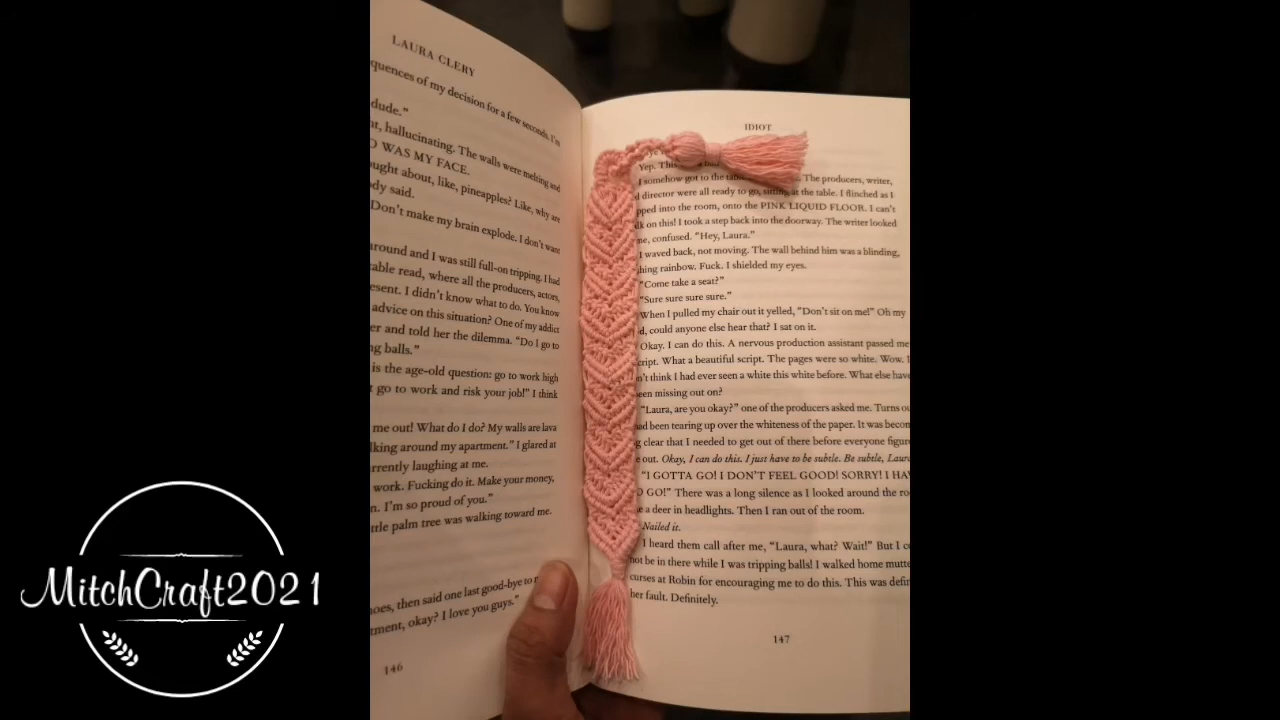 LAURA CLERY
quences of my decision for a few seconds. I'm
dude."
hallucinating. The walls were melting and
WAS MY FACE.
ought about, like, pineapples? Like, why are
dy said.
Don't make my brain explode. I don't want
around and I was still full-on tripping. I had
table read, where all the producers, actors,
esent. I didn't know what to do. You know
advice on this situation? One of my addict
er and told her the dilemma. "Do I go to
ng balls."
is the age-old question: go to work high
go to work and risk your job!" I think
me out! What do I do? My walls are lava
lking around my apartment." I glared at
rrently laughing at me.
work. Fucking do it. Make your money,
n. I'm so proud of you."
ttle palm tree was walking toward me.
hoes, then said one last good-bye to
tment, okay? I love you guys."
146
IDIOT
Yep. This
I somehow got to the The producers, writer,
d director were all ready to go, sitting at the table. I flinched as I
pped into the room, onto the PINK LIQUID FLOOR. I can't
lk on this! I took a step back into the doorway. The writer looked
me, confused. "Hey, Laura."
I waved back, not moving. The wall behind him was a blinding,
hing rainbow. Fuck. I shielded my eyes.
"Come take a seat?"
"Sure sure sure sure."
When I pulled my chair out it yelled, "Don't sit on me!" Oh my
d, could anyone else hear that? I sat on it.
Okay. I can do this. A nervous production assistant passed me
cript. What a beautiful script. The pages were so white. Wow. I
n't think I had ever seen a white this white before. What else have
een missing out on?
"Laura, are you okay?" one of the producers asked me. Turns ou
ad been tearing up over the whiteness of the paper. It was becom
g clear that I needed to get out of there before everyone figur
e out. Okay, I can do this. I just have to be subtle. Be subtle, Laura
"I GOTTA GO! I DON'T FEEL GOOD! SORRY! I HA
O GO!" There was a long silence as I looked around the ro
e a deer in headlights. Then I ran out of the room.
Nailed it.
I heard them call after me, "Laura, what? Wait!" But I c
not be in there while I was tripping balls! I walked home mutte
curses at Robin for encouraging me to do this. This was defin
her fault. Definitely.
147
MitchCraft2021